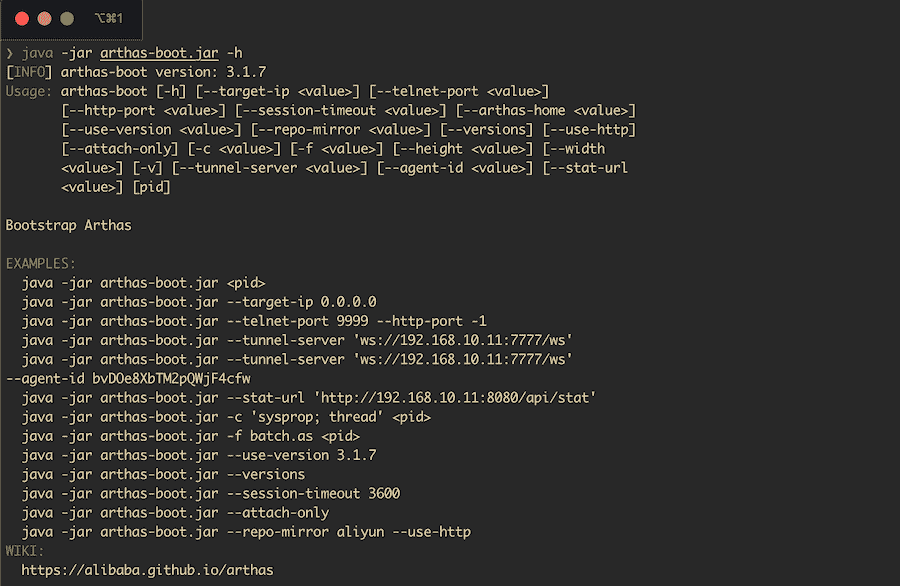 ⌥⌘1
❯ java -jar arthas-boot.jar -h
[INFO] arthas-boot version: 3.1.7
Usage: arthas-boot [-h] [--target-ip <value>] [--telnet-port <value>]
       [--http-port <value>] [--session-timeout <value>] [--arthas-home <value>]
       [--use-version <value>] [--repo-mirror <value>] [--versions] [--use-http]
       [--attach-only] [-c <value>] [-f <value>] [--height <value>] [--width
       <value>] [-v] [--tunnel-server <value>] [--agent-id <value>] [--stat-url
       <value>] [pid]
Bootstrap Arthas
EXAMPLES:
  java -jar arthas-boot.jar <pid>
  java -jar arthas-boot.jar --target-ip 0.0.0.0
  java -jar arthas-boot.jar --telnet-port 9999 --http-port -1
  java -jar arthas-boot.jar --tunnel-server 'ws://192.168.10.11:7777/ws'
  java -jar arthas-boot.jar --tunnel-server 'ws://192.168.10.11:7777/ws'
--agent-id bvDOe8XbTM2pQWjF4cfw
  java -jar arthas-boot.jar --stat-url 'http://192.168.10.11:8080/api/stat'
  java -jar arthas-boot.jar -c 'sysprop; thread' <pid>
  java -jar arthas-boot.jar -f batch.as <pid>
  java -jar arthas-boot.jar --use-version 3.1.7
  java -jar arthas-boot.jar --versions
  java -jar arthas-boot.jar --session-timeout 3600
  java -jar arthas-boot.jar --attach-only
  java -jar arthas-boot.jar --repo-mirror aliyun --use-http
WIKI:
  https://alibaba.github.io/arthas